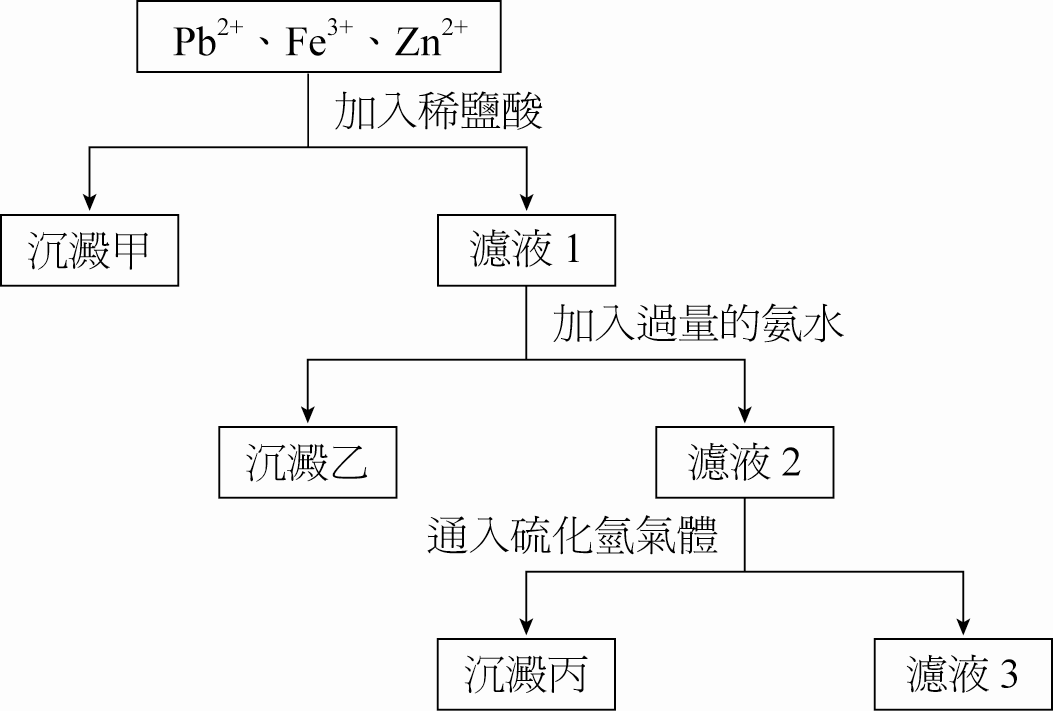 Pb²⁺、Fe³⁺、Zn²⁺
加入稀鹽酸
沉澱甲
濾液 1
加入過量的氨水
沉澱乙
濾液 2
通入硫化氫氣體
沉澱丙
濾液 3